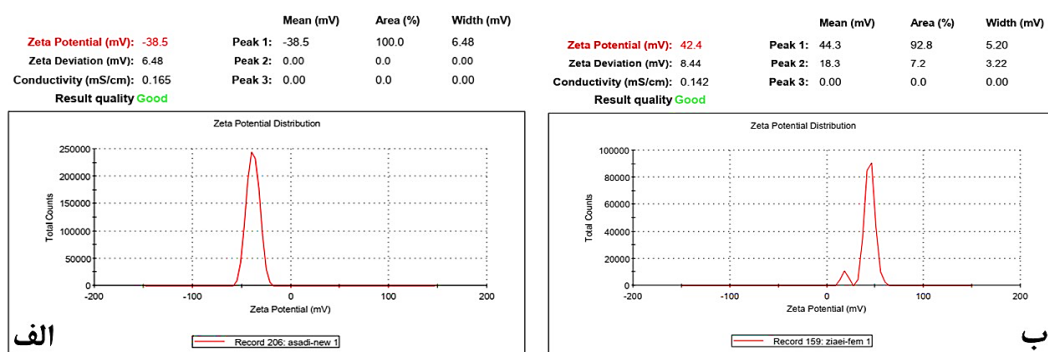 Mean (mV) Area (%) Width (mV)
Zeta Potential (mV): -38.5 Peak 1: -38.5 100.0 6.48
Zeta Deviation (mV): 6.48 Peak 2: 0.00 0.0 0.00
Conductivity (mS/cm): 0.165 Peak 3: 0.00 0.0 0.00
Result quality Good
Zeta Potential Distribution
250000
200000
150000
100000
50000
0
Total Counts
-200 -100 0 100 200
Zeta Potential (mV)
Record 206: asadi-new 1
الف
Mean (mV) Area (%) Width (mV)
Zeta Potential (mV): 42.4 Peak 1: 44.3 92.8 5.20
Zeta Deviation (mV): 8.44 Peak 2: 18.3 7.2 3.22
Conductivity (mS/cm): 0.142 Peak 3: 0.00 0.0 0.00
Result quality Good
Zeta Potential Distribution
100000
80000
60000
40000
20000
0
Total Counts
-200 -100 0 100 200
Zeta Potential (mV)
Record 159: ziaei-fem 1
ب